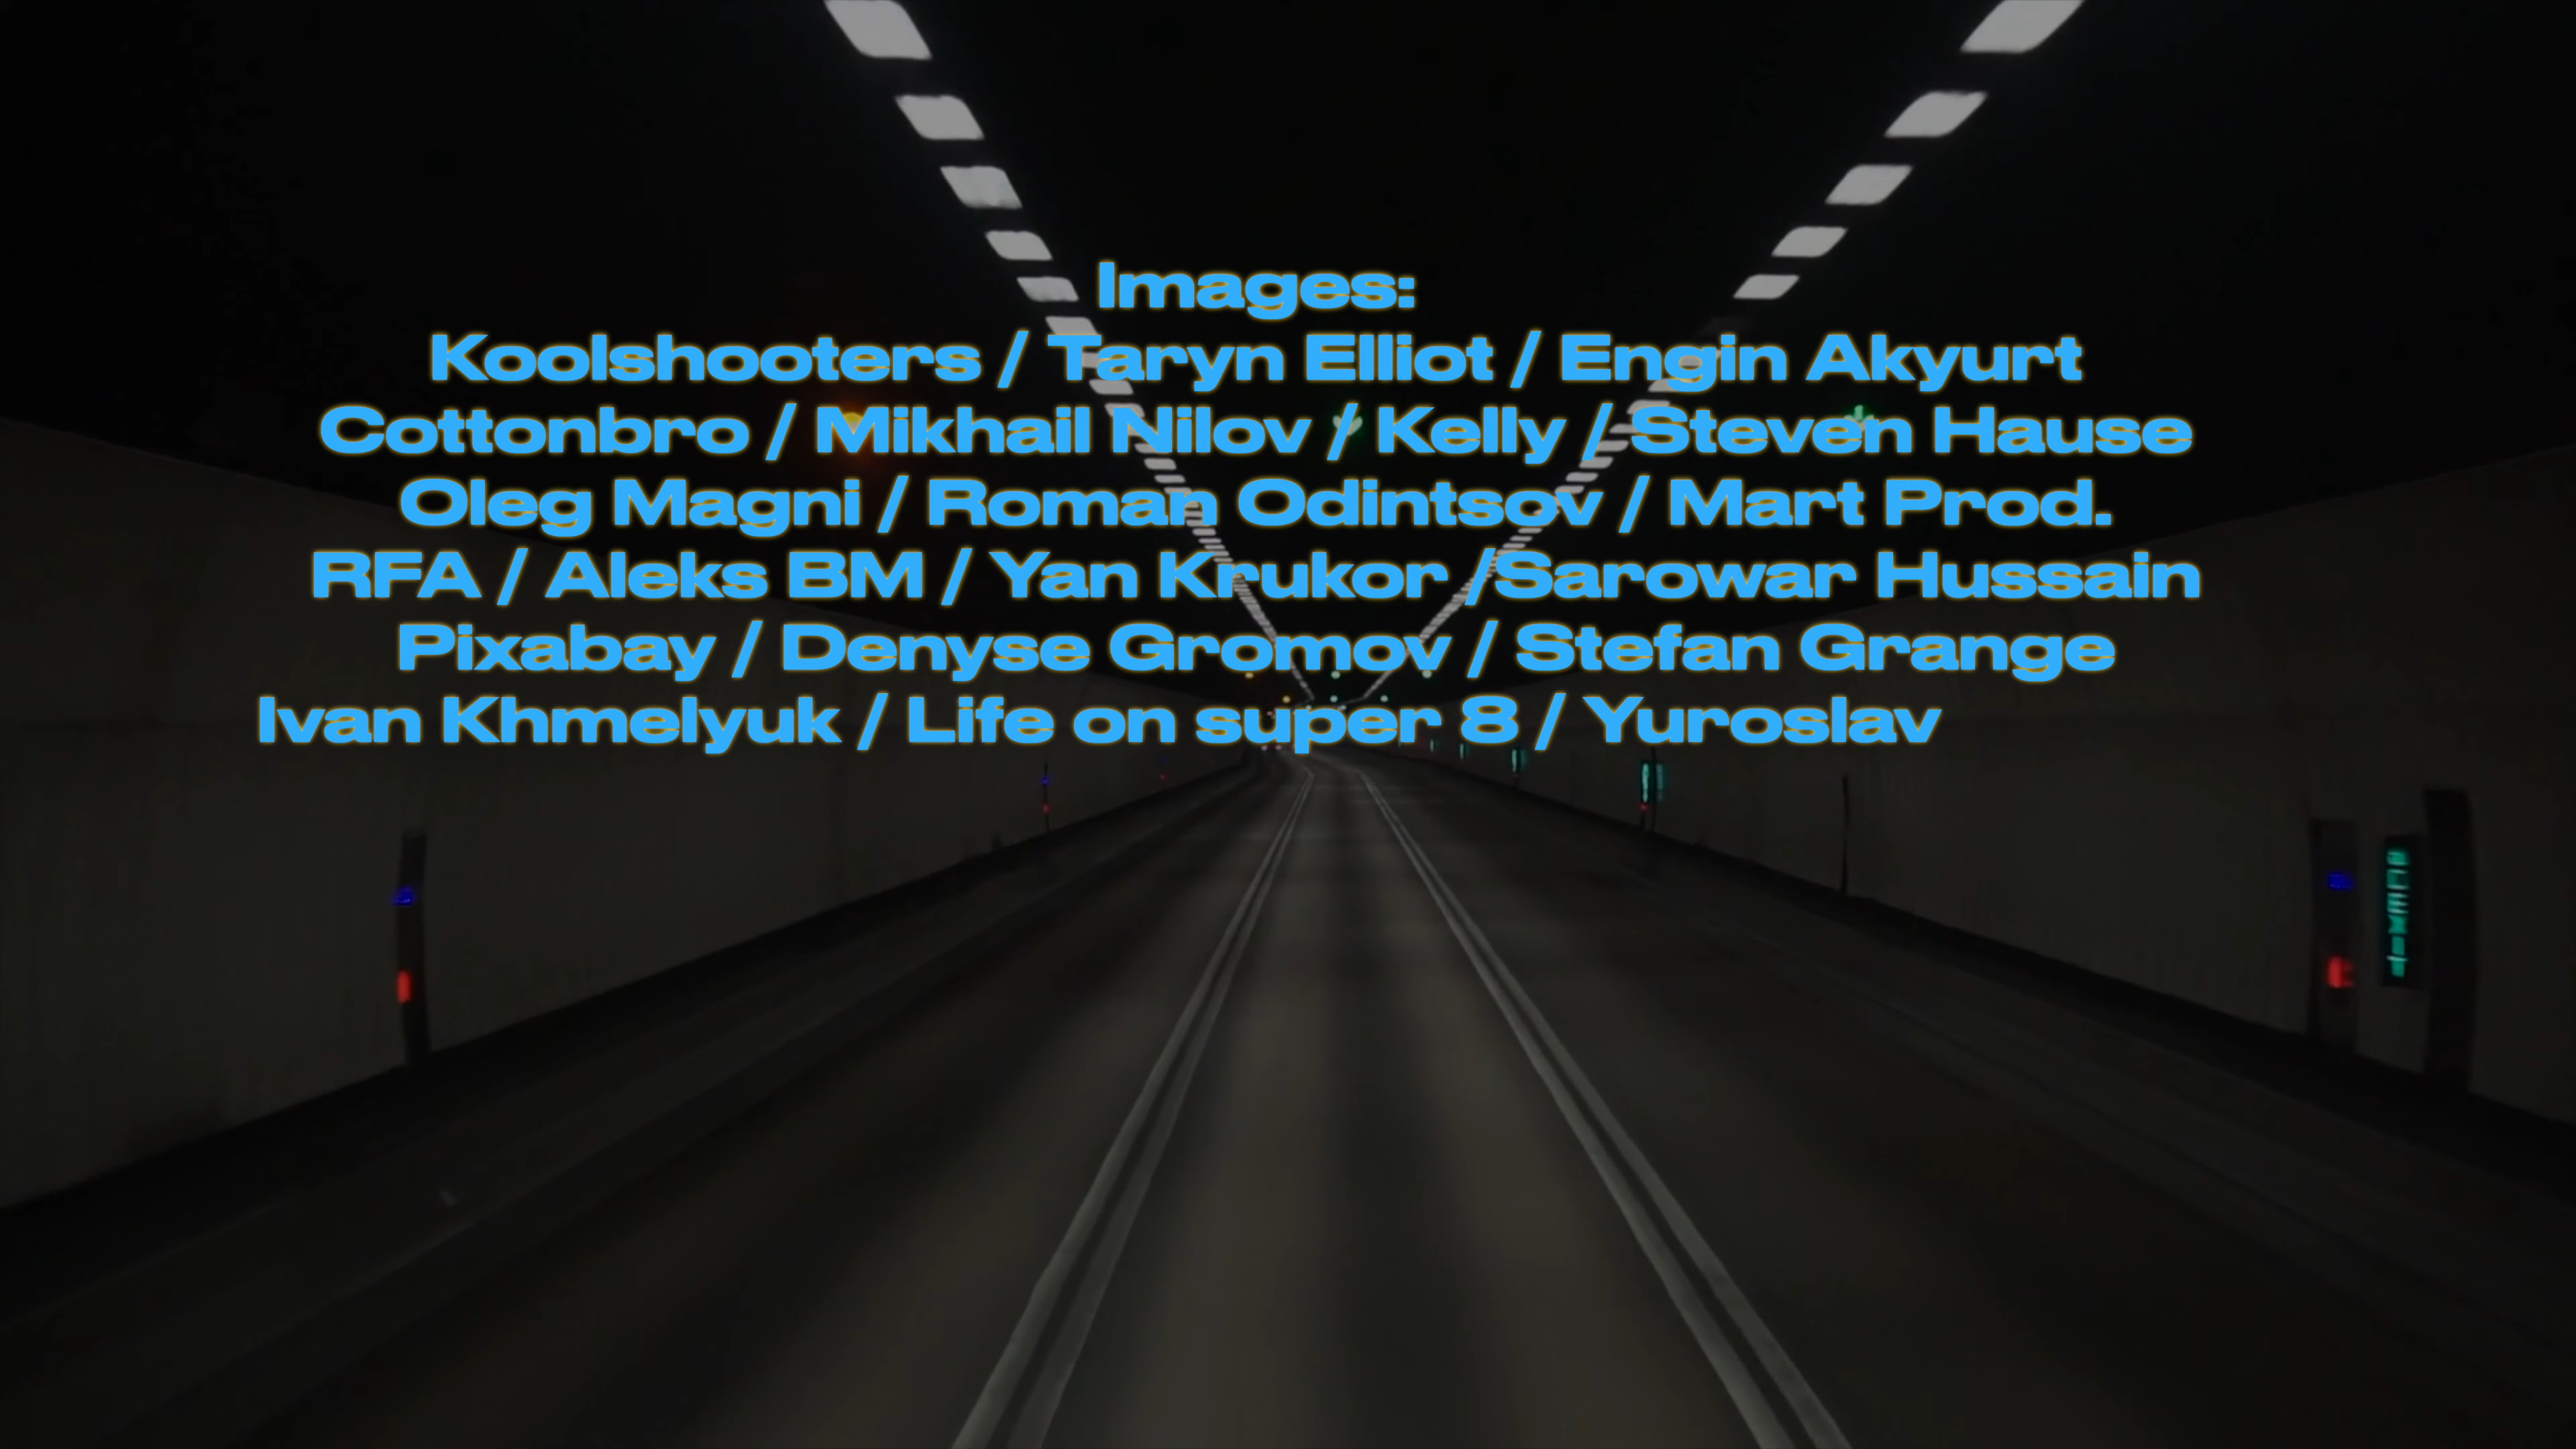 Images:
Koolshooters / Taryn Elliot / Engin Akyurt
Cottonbro / Mikhail Nilov / Kelly / Steven Hause
Oleg Magni / Roman Odintsov / Mart Prod.
RFA / Aleks BM / Yan Krukor /Sarowar Hussain
Pixabay / Denyse Gromov / Stefan Grange
Ivan Khmelyuk / Life on super 8 / Yuroslav